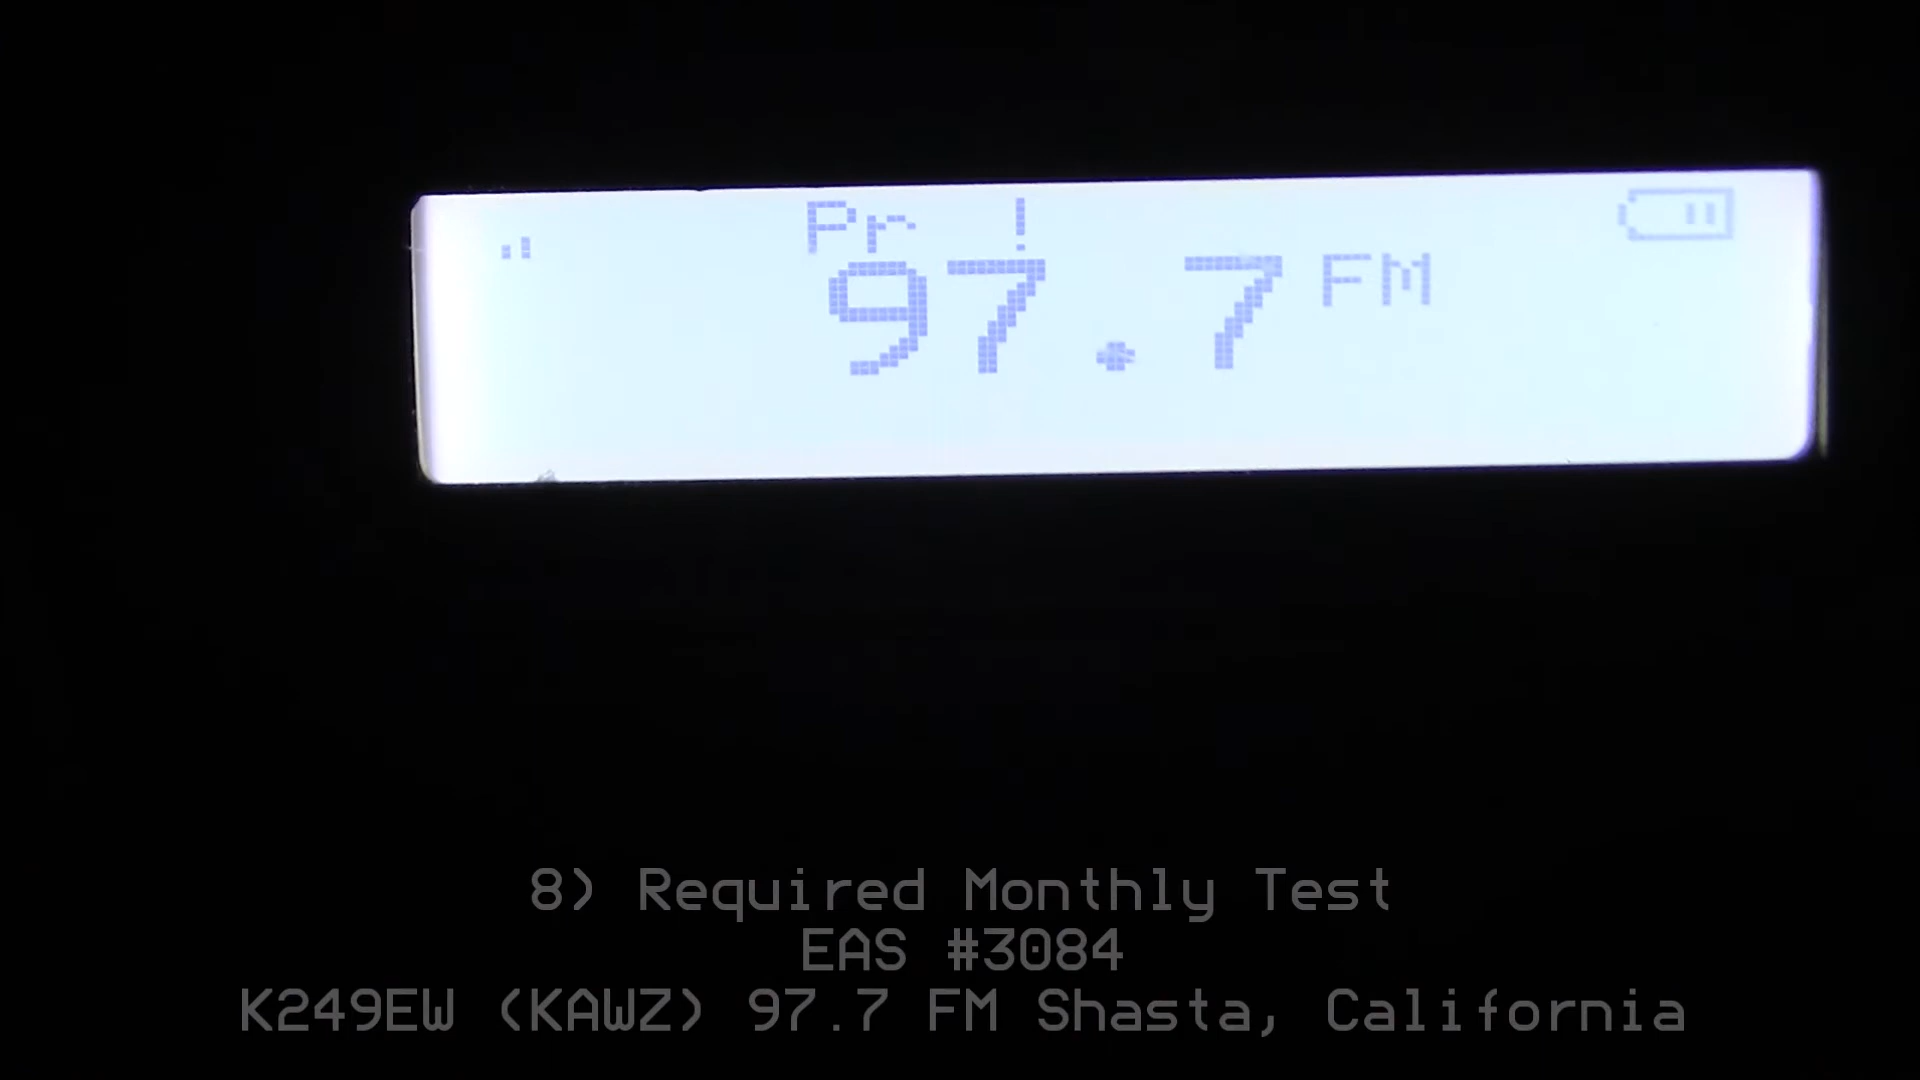 Pr !
97.7 FM
8) Required Monthly Test
EAS #3084
K249EW (KAWZ) 97.7 FM Shasta, California